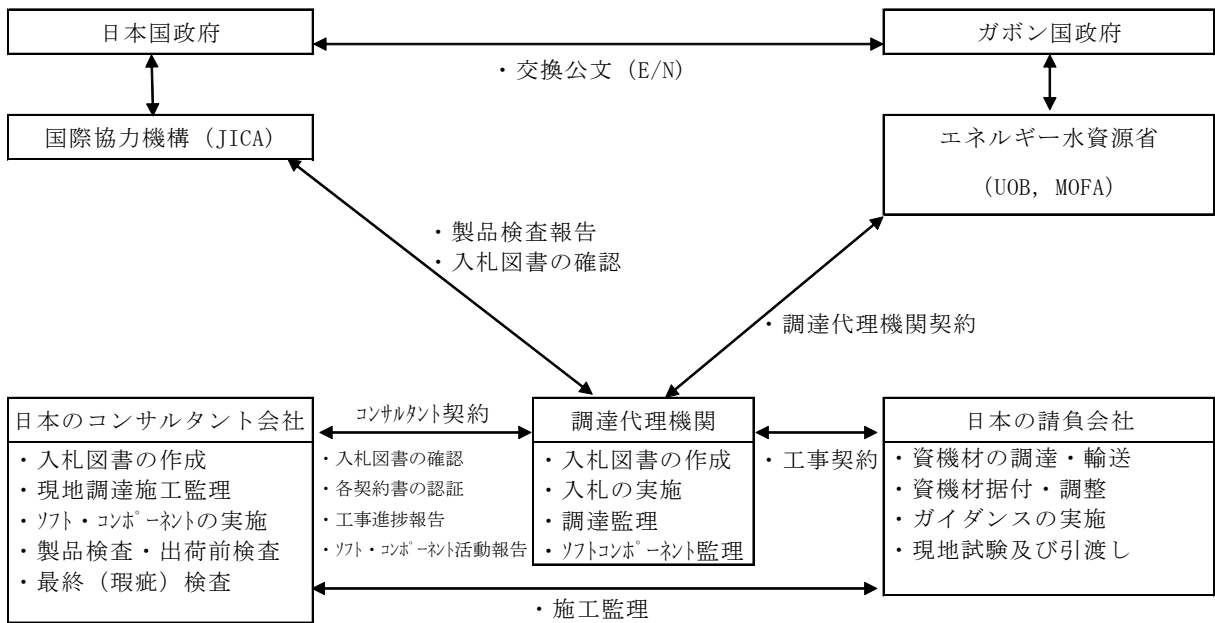 日本国政府
ガボン国政府
・交換公文 (E/N)
国際協力機構 (JICA)
エネルギー水資源省
(UOB, MOFA)
・製品検査報告
・入札図書の確認
・調達代理機関契約
日本のコンサルタント会社
・入札図書の作成
・現地調達施工監理
・ｿﾌﾄ・ｺﾝﾎﾟｰﾈﾝﾄの実施
・製品検査・出荷前検査
・最終（瑕疵）検査
ｺﾝｻﾙﾀﾝﾄ契約
・入札図書の確認
・各契約書の認証
・工事進捗報告
・ｿﾌﾄ・ｺﾝﾎﾟｰﾈﾝﾄ活動報告
調達代理機関
・入札図書の作成
・入札の実施
・調達監理
・ｿﾌﾄｺﾝﾎﾟｰﾈﾝﾄ監理
・工事契約
日本の請負会社
・資機材の調達・輸送
・資機材据付・調整
・ガイダンスの実施
・現地試験及び引渡し
・施工監理